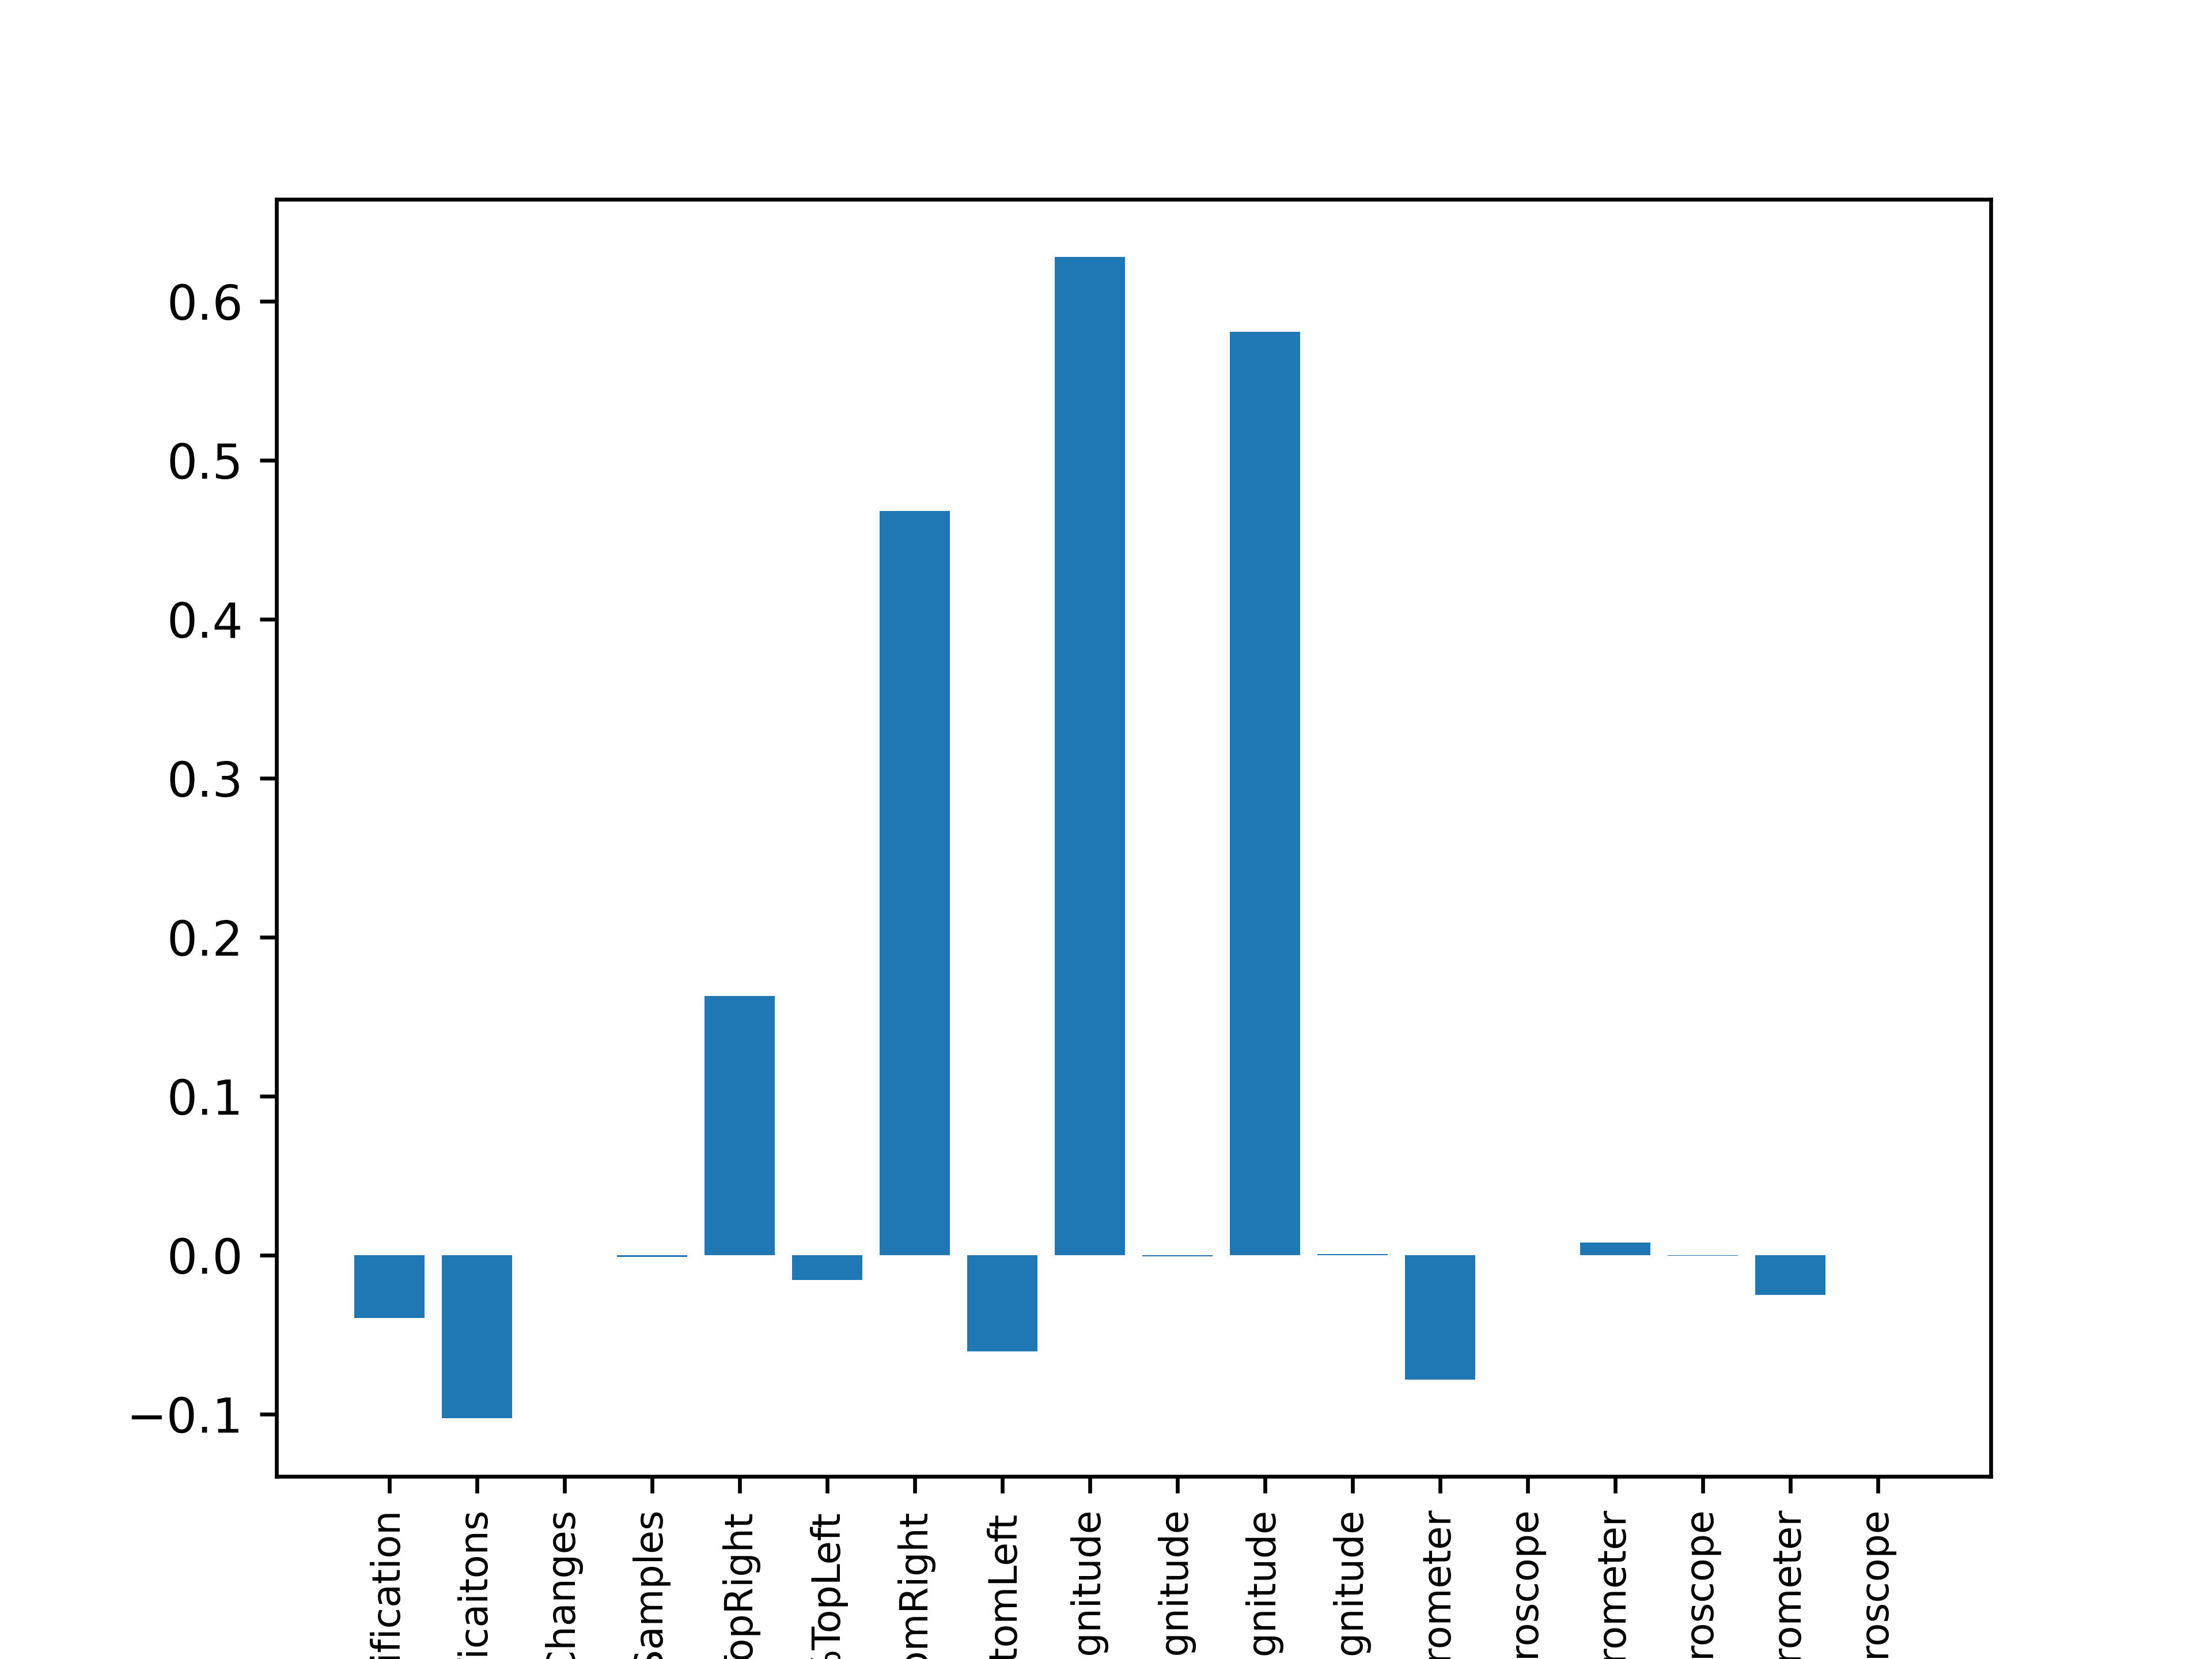 0.6
0.5
0.4
0.3
0.2
0.1
0.0
−0.1
ification
icaitons
Changes
Samples
TopRight
TopLeft
omRight
tomLeft
gnitude
gnitude
gnitude
gnitude
rometer
roscope
rometer
roscope
rometer
roscope